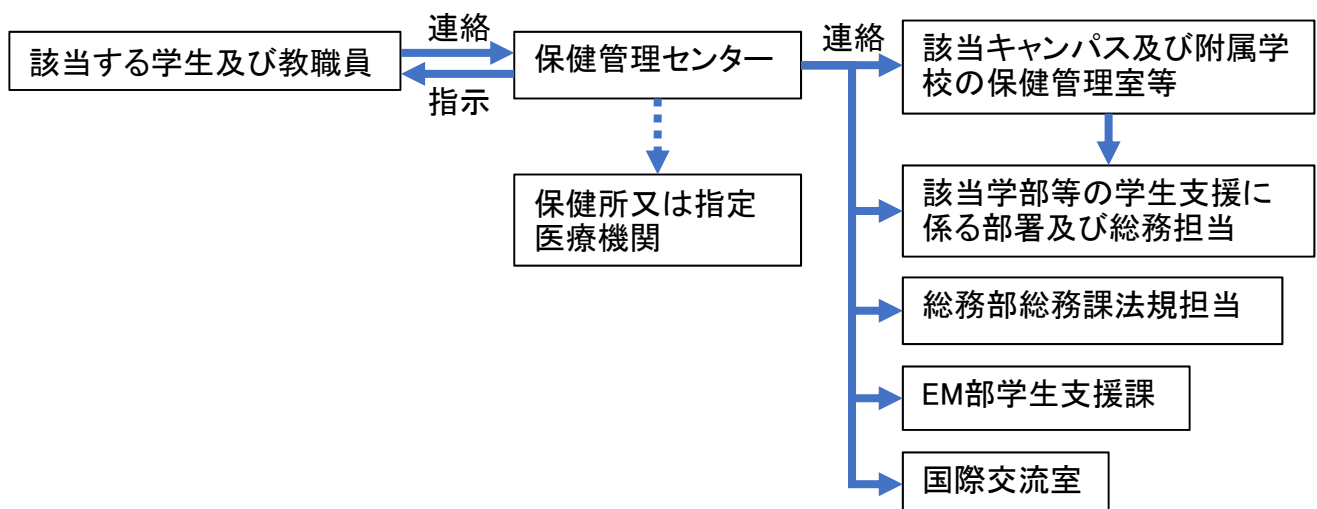 連絡
該当する学生及び教職員
指示
保健管理センター
保健所又は指定
医療機関
連絡
該当キャンパス及び附属学
校の保健管理室等
該当学部等の学生支援に
係る部署及び総務担当
総務部総務課法規担当
EM部学生支援課
国際交流室